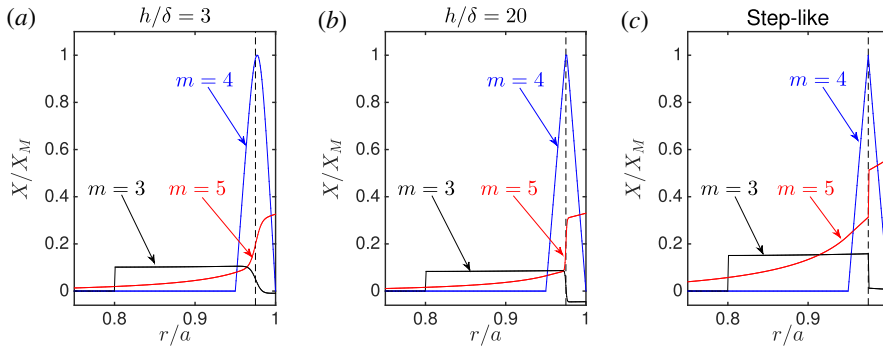 (a)
h/δ = 3
X/X_M
1
0.8
0.6
0.4
0.2
0
m = 4
m = 3
m = 5
0.8
0.9
1
r/a
(b)
h/δ = 20
X/X_M
1
0.8
0.6
0.4
0.2
0
m = 4
m = 3
m = 5
0.8
0.9
1
r/a
(c)
Step-like
X/X_M
1
0.8
0.6
0.4
0.2
0
m = 4
m = 5
m = 3
0.8
0.9
1
r/a